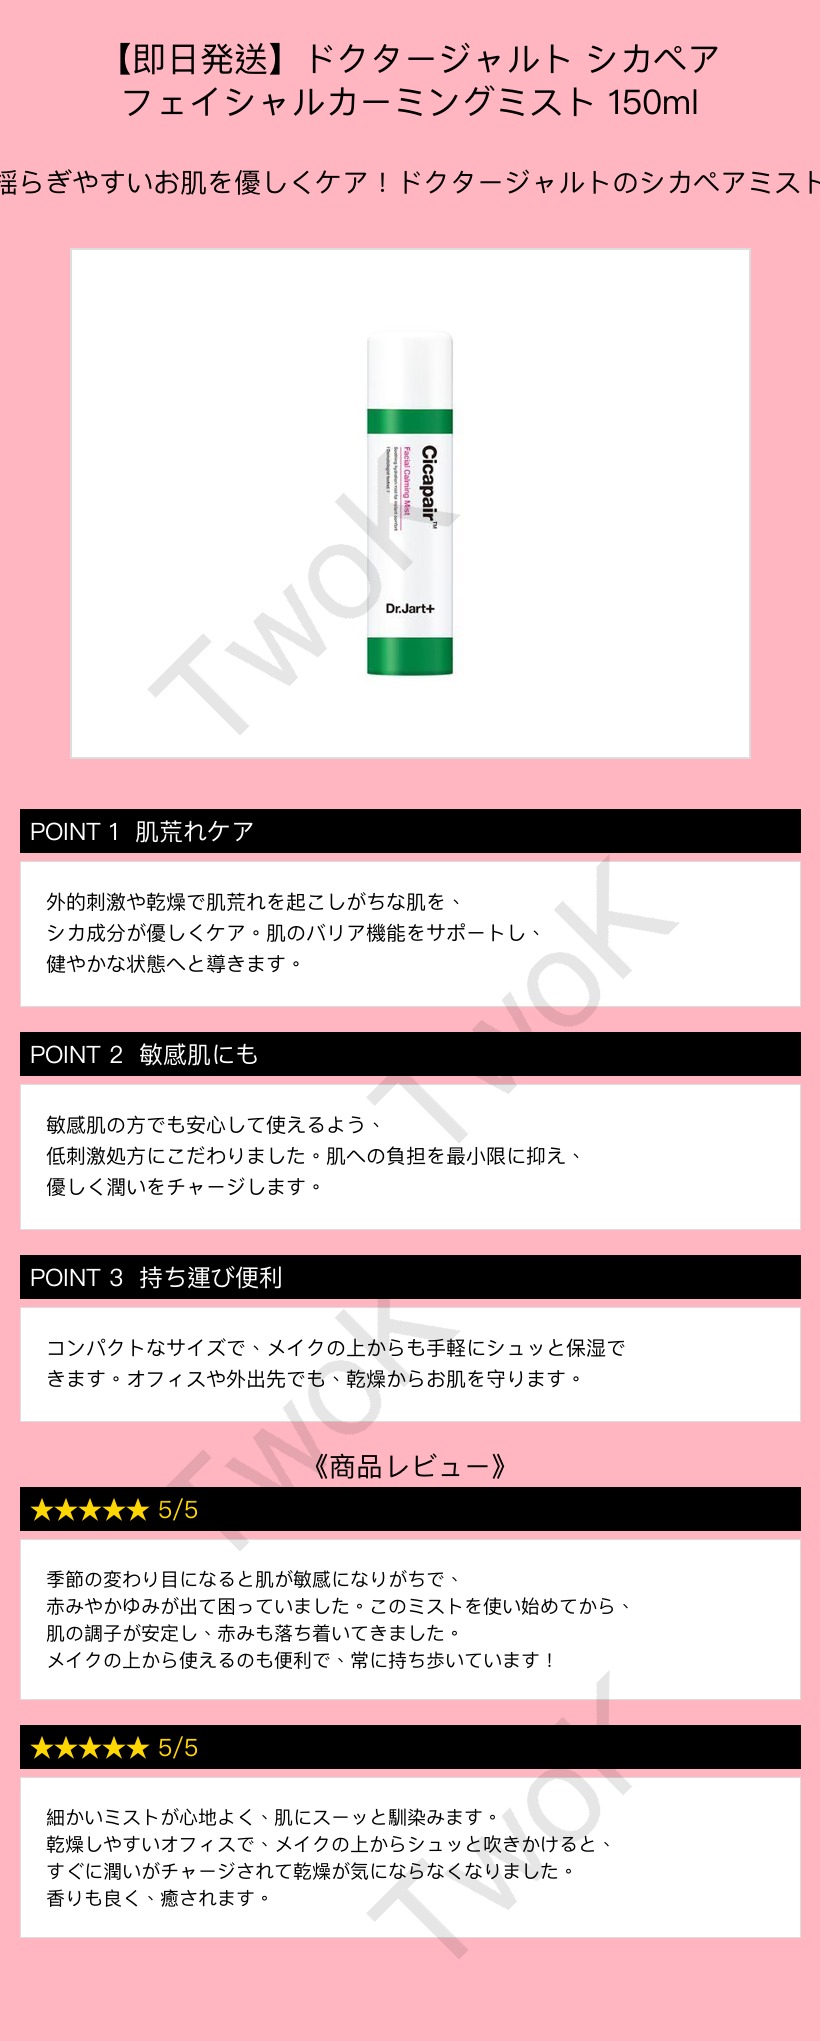 【即日発送】ドクタージャルト シカペア
フェイシャルカーミングミスト 150ml
揺らぎやすいお肌を優しくケア！ドクタージャルトのシカペアミスト
Cicapair™
Facial Calming Mist
Soothing hydration mist for instant comfort
Dr.Jart+
TwoK
POINT 1 肌荒れケア
外的刺激や乾燥で肌荒れを起こしがちな肌を、
シカ成分が優しくケア。肌のバリア機能をサポートし、
健やかな状態へと導きます。
TwoK
POINT 2 敏感肌にも
敏感肌の方でも安心して使えるよう、
低刺激処方にこだわりました。肌への負担を最小限に抑え、
優しく潤いをチャージします。
POINT 3 持ち運び便利
コンパクトなサイズで、メイクの上からも手軽にシュッと保湿で
きます。オフィスや外出先でも、乾燥からお肌を守ります。
TwoK
《商品レビュー》
★★★★★ 5/5
季節の変わり目になると肌が敏感になりがちで、
赤みやかゆみが出て困っていました。このミストを使い始めてから、
肌の調子が安定し、赤みも落ち着いてきました。
メイクの上から使えるのも便利で、常に持ち歩いています！
★★★★★ 5/5
細かいミストが心地よく、肌にスーッと馴染みます。
乾燥しやすいオフィスで、メイクの上からシュッと吹きかけると、
すぐに潤いがチャージされて乾燥が気にならなくなりました。
香りも良く、癒されます。
TwoK